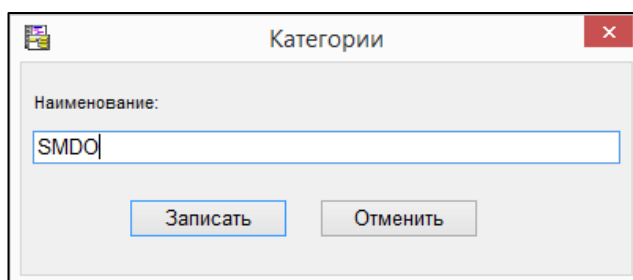 Категории
Наименование:
SMDO
Записать Отменить